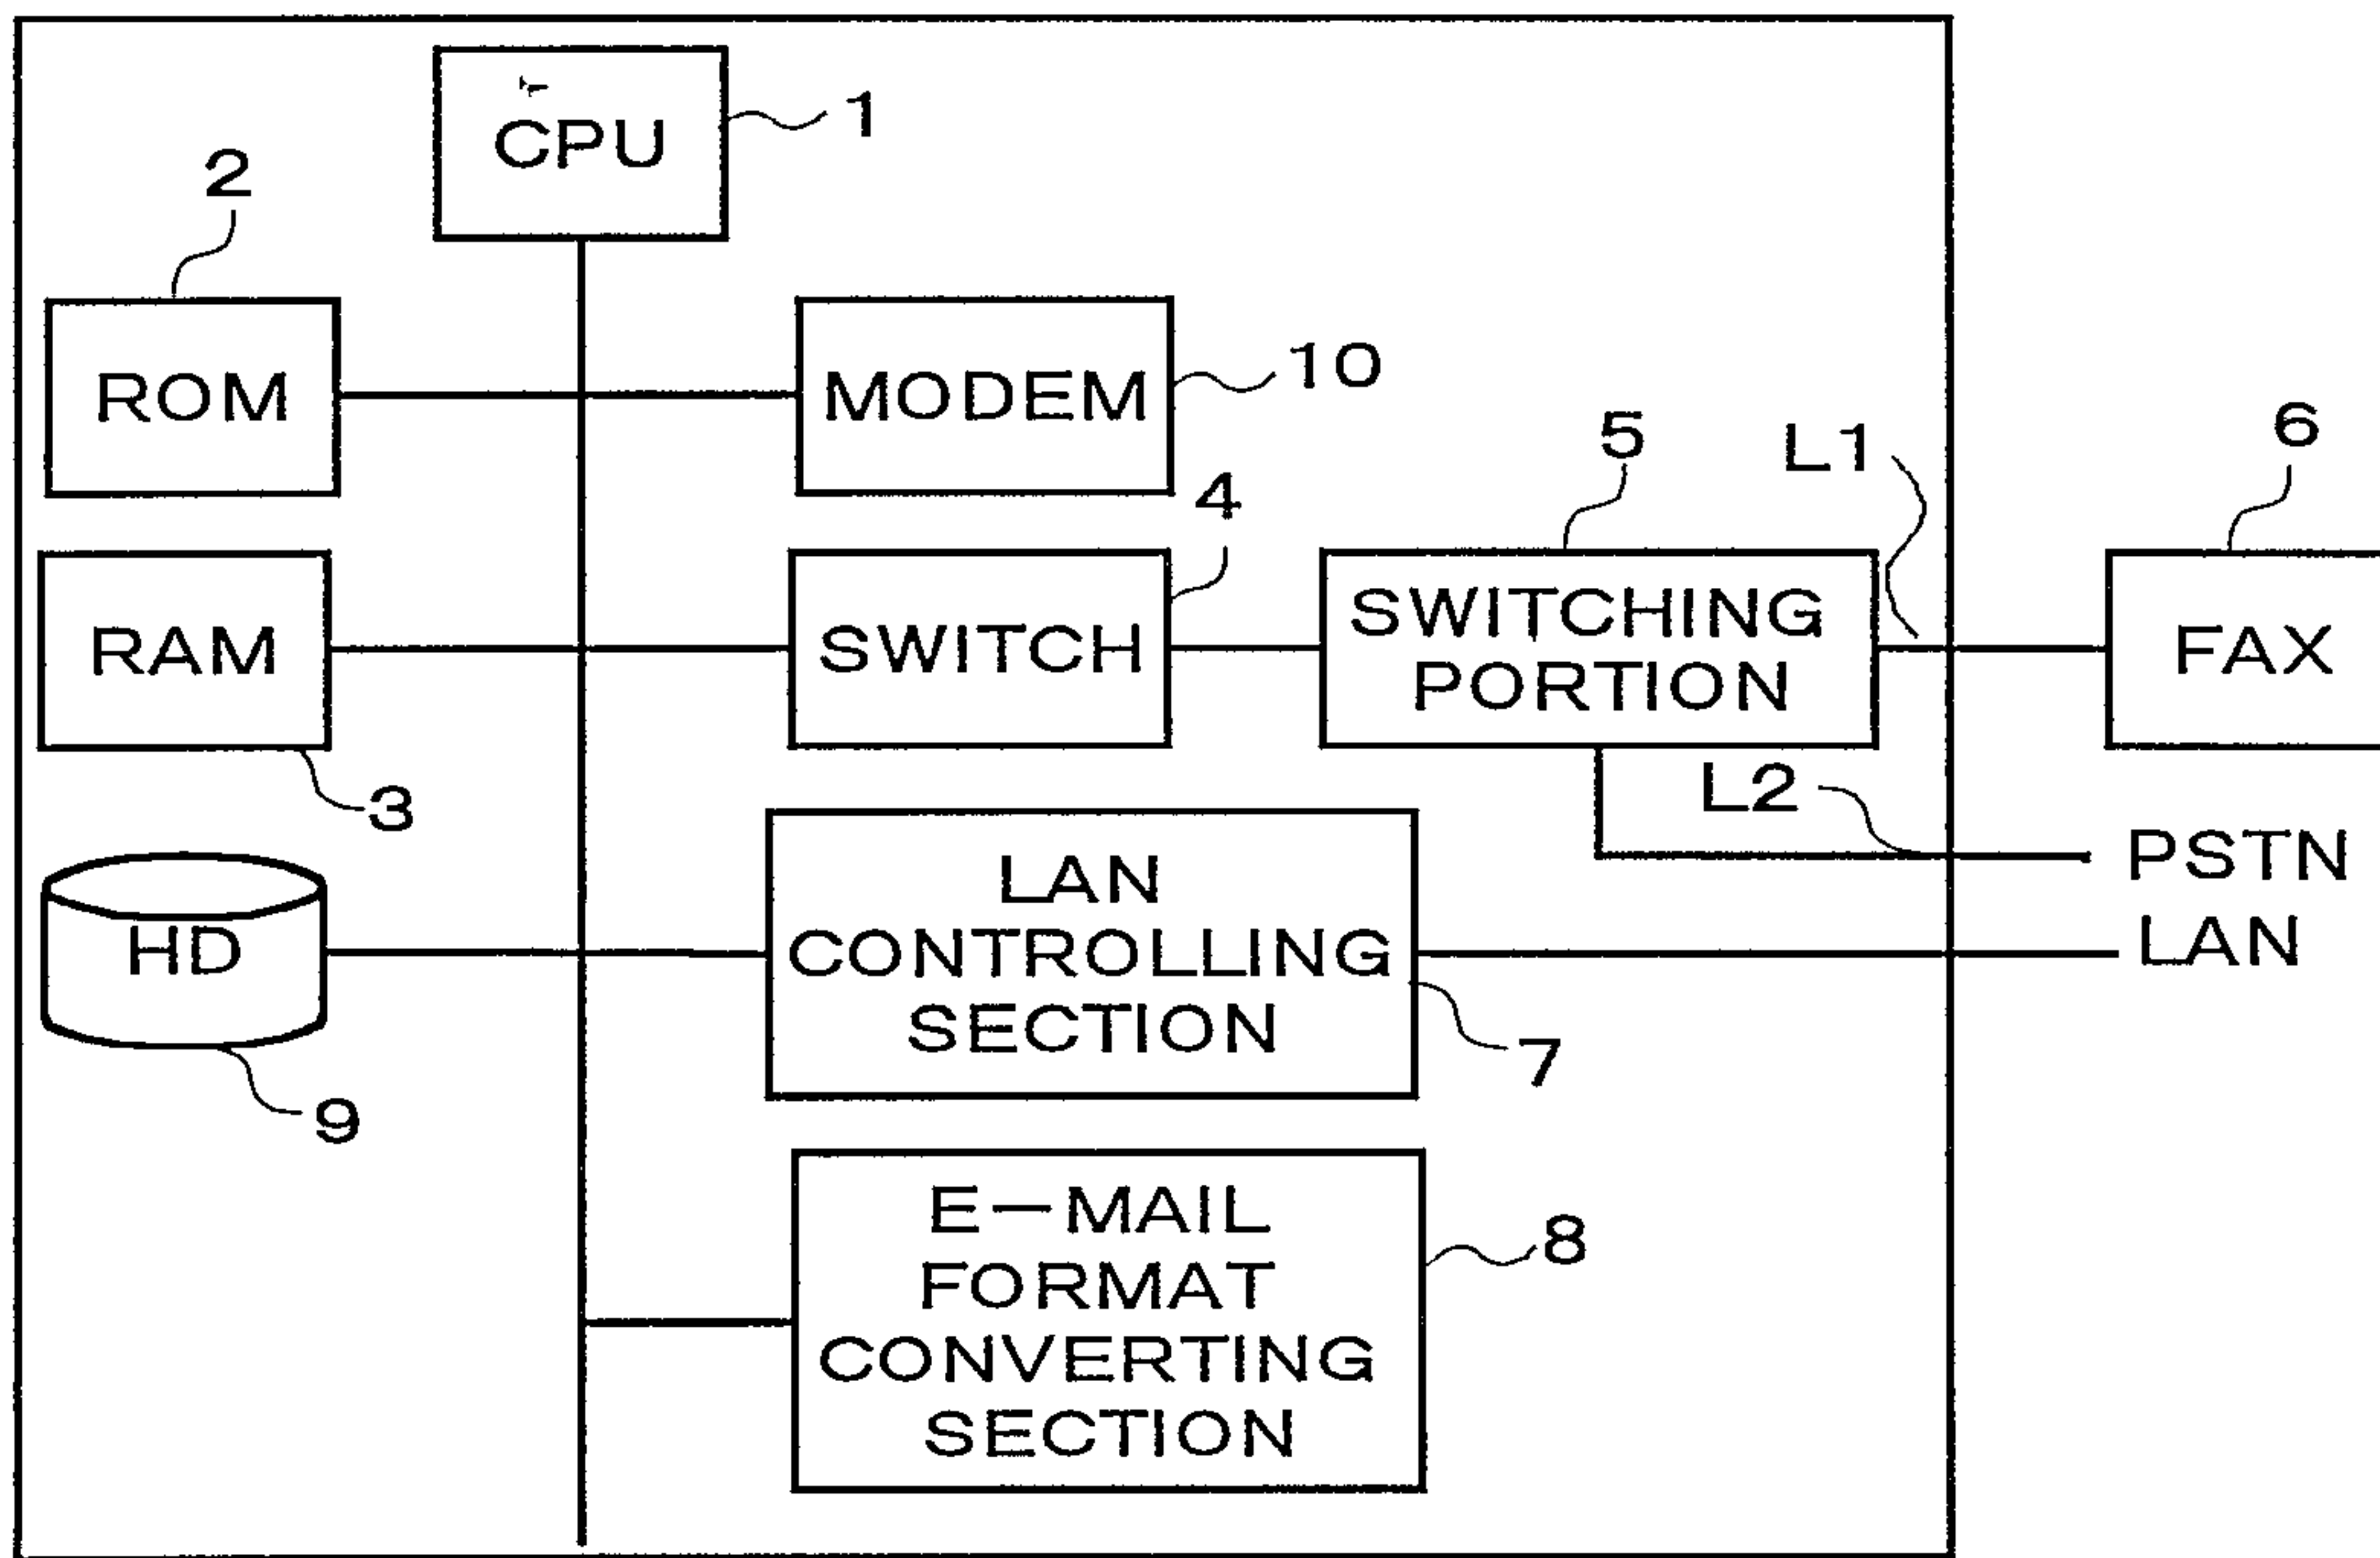 CPU
1
2
ROM
MODEM
10
4
5
L1
6
RAM
SWITCH
SWITCHING
PORTION
FAX
3
L2
PSTN
HD
LAN
CONTROLLING
SECTION
LAN
7
9
E-MAIL
FORMAT
CONVERTING
SECTION
8